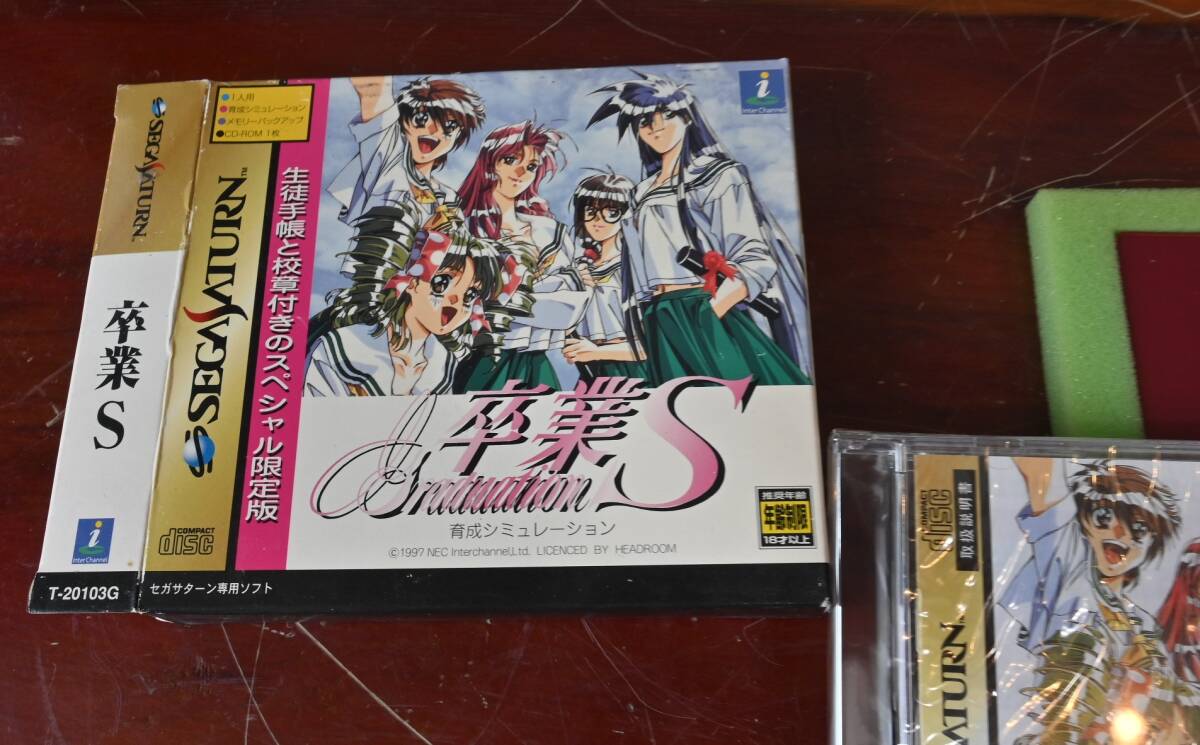 SEGA SATURN™
卒業S
i
InterChannel
T-20103G
1人用
育成シミュレーション
メモリーバックアップ
CD-ROM 1枚
SEGA SATURN™
COMPACT
disc
セガサターン専用ソフト
生徒手帳と校章付きのスペシャル限定版
i
InterChannel
卒業S
Graduation
育成シミュレーション
©1997 NEC Interchannel,Ltd. LICENCED BY HEADROOM
推奨年齢
年齢制限
18才以上
COMPACT
disc
取扱説明書
ATURN™